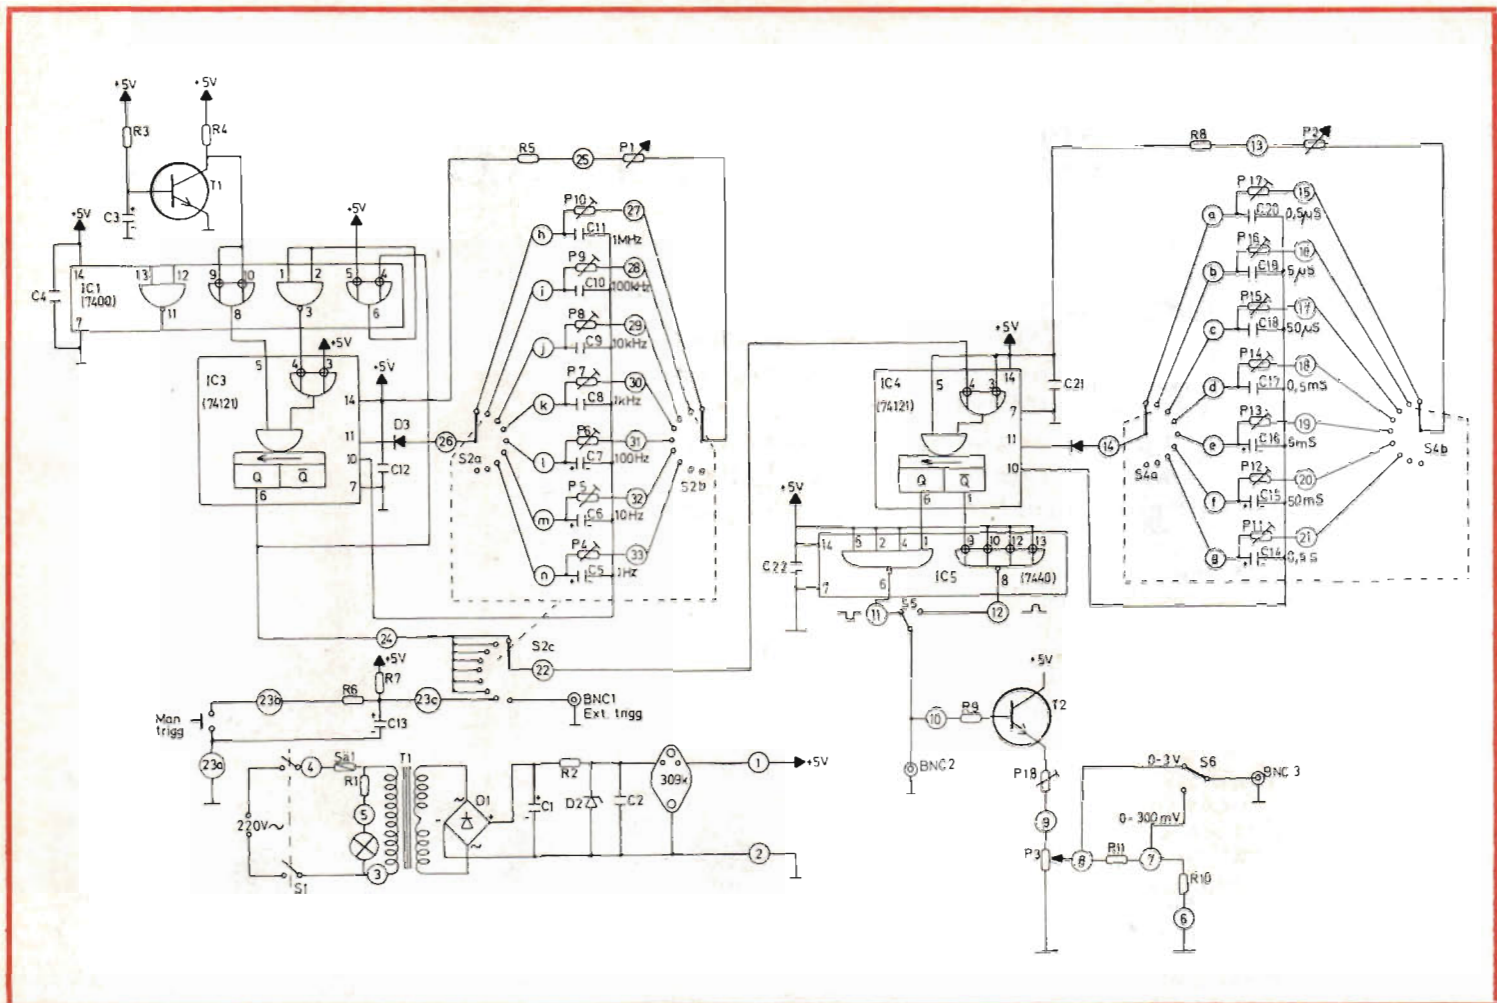 +5V
+5V
R3
R4
T1
C3
+
-
+5V
+5V
14
13
12
9
10
1
2
5
4
IC1
(7400)
C4
7
11
8
3
6
R5
25
P1
P10
27
h
C11
1MHz
P9
28
i
C10
100kHz
P8
29
j
C9
10kHz
P7
30
k
C8
1kHz
P6
31
l
C7
100Hz
P5
32
m
C6
10Hz
P4
33
n
C5
1Hz
S2a
S2b
+5V
5
4
3
IC3
(74121)
14
11
10
7
Q
Q̅
6
+5V
D3
26
C12
R8
13
P2
P17
15
a
C20
0,5µS
P16
16
b
C19
5µS
P15
17
c
C18
50µS
P14
18
d
C17
0,5mS
P13
19
e
C16
5mS
P12
20
f
C15
50mS
P11
21
g
C14
0,5S
S4a
S4b
+5V
IC4
(74121)
5
4
3
14
7
11
10
C21
14
Q
Q̅
6
1
+5V
14
5
2
4
1
9
10
12
13
C22
7
6
IC5
8
(7440)
11
S5
12
24
S2c
22
+5V
R7
23b
R6
23c
BNC1
Ext. trigg
Man
trigg
C13
23a
4
Sä1
R1
T1
5
220V~
3
S1
D1
~
~
+
-
C1
R2
D2
C2
309k
1
+5V
2
10
R9
BNC2
+5V
T2
P18
9
P3
8
R11
7
R10
6
0-3V
S6
BNC 3
0-300mV